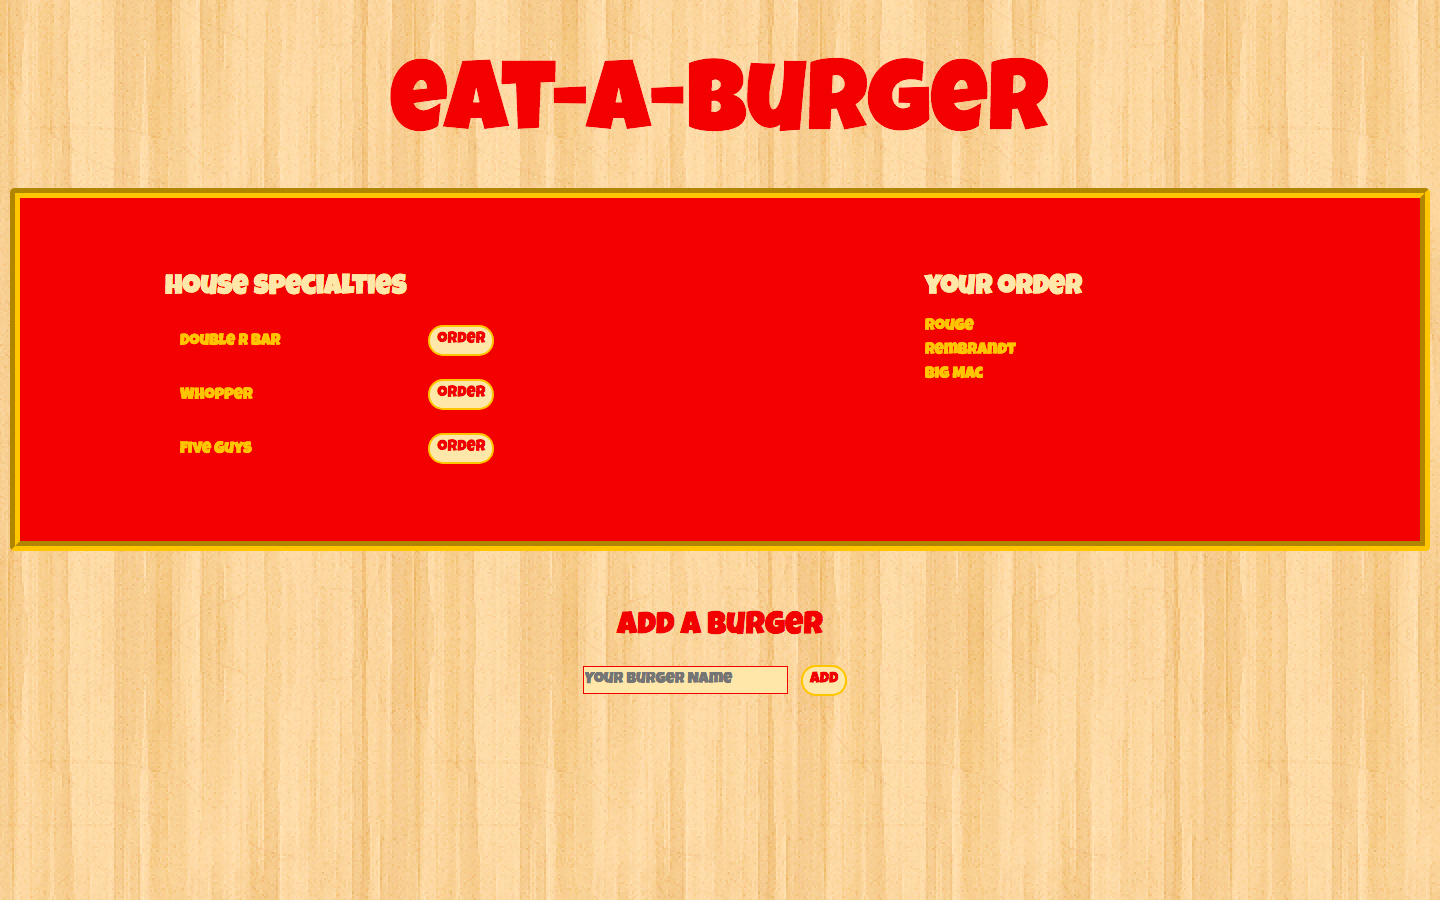 eAT-A-BURGeR
House Specialties
Double R Bar
Order
Whopper
Order
Five Guys
Order
Your Order
Rouge
Rembrandt
Big Mac
Add a Burger
Your Burger Name
Add